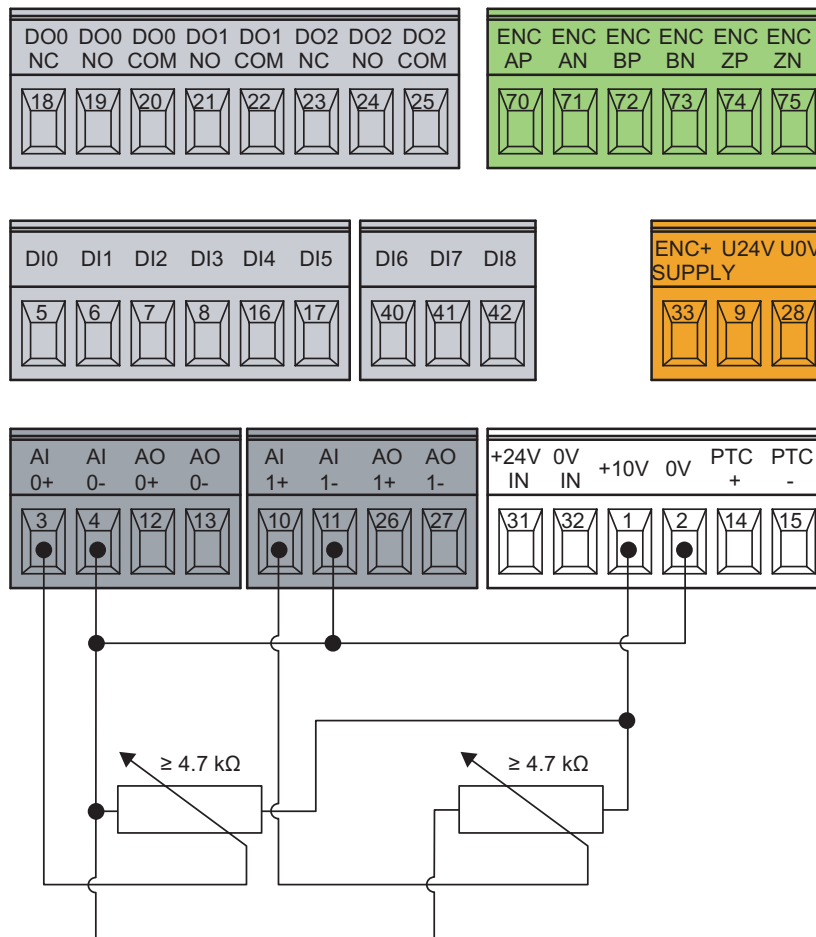 DO0 DO0 DO0 DO1 DO1 DO2 DO2 DO2
NC NO COM NO COM NC NO COM
18 19 20 21 22 23 24 25
ENC ENC ENC ENC ENC ENC
AP AN BP BN ZP ZN
70 71 72 73 74 75
DI0 DI1 DI2 DI3 DI4 DI5
5 6 7 8 16 17
DI6 DI7 DI8
40 41 42
ENC+ U24V U0V
SUPPLY
33 9 28
AI AI AO AO
0+ 0- 0+ 0-
3 4 12 13
AI AI AO AO
1+ 1- 1+ 1-
10 11 26 27
+24V 0V +10V 0V PTC PTC
IN IN + -
31 32 1 2 14 15
≥ 4.7 kΩ ≥ 4.7 kΩ